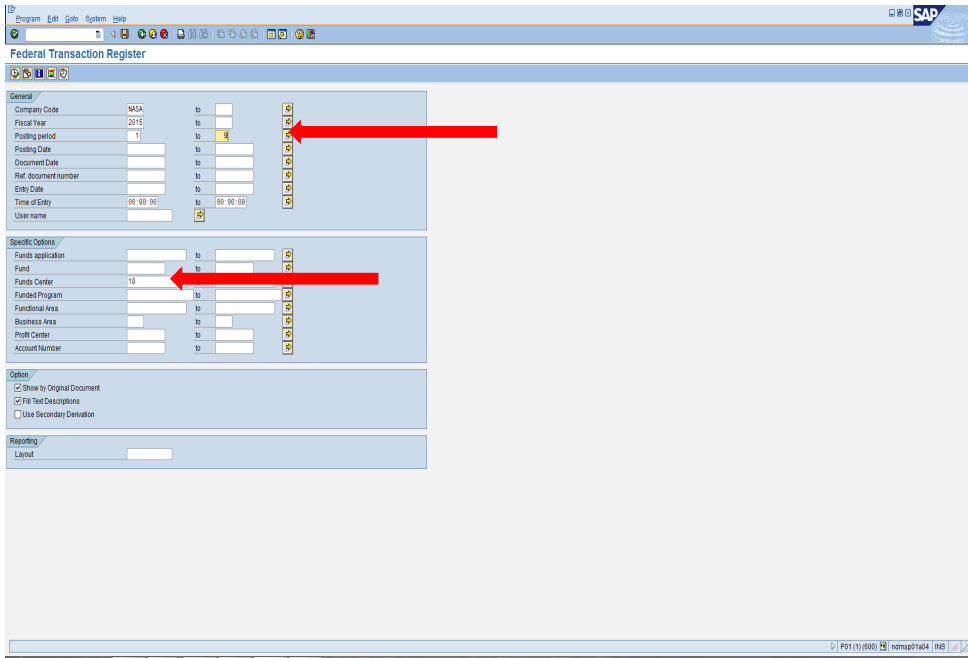 Program Edit Goto System Help
SAP
Federal Transaction Register
General
Company Code NASA to
Fiscal Year 2015 to
Posting period 1 to 9
Posting Date to
Document Date to
Ref. document number to
Entry Date to
Time of Entry 00:00:00 to 00:00:00
User name
Specific Options
Funds application to
Fund to
Funds Center 10
Funded Program to
Functional Area to
Business Area to
Profit Center to
Account Number to
Option
Show by Original Document
Fill Text Descriptions
Use Secondary Derivation
Reporting
Layout
P01 (1) (600) ndmsp01a04 INS